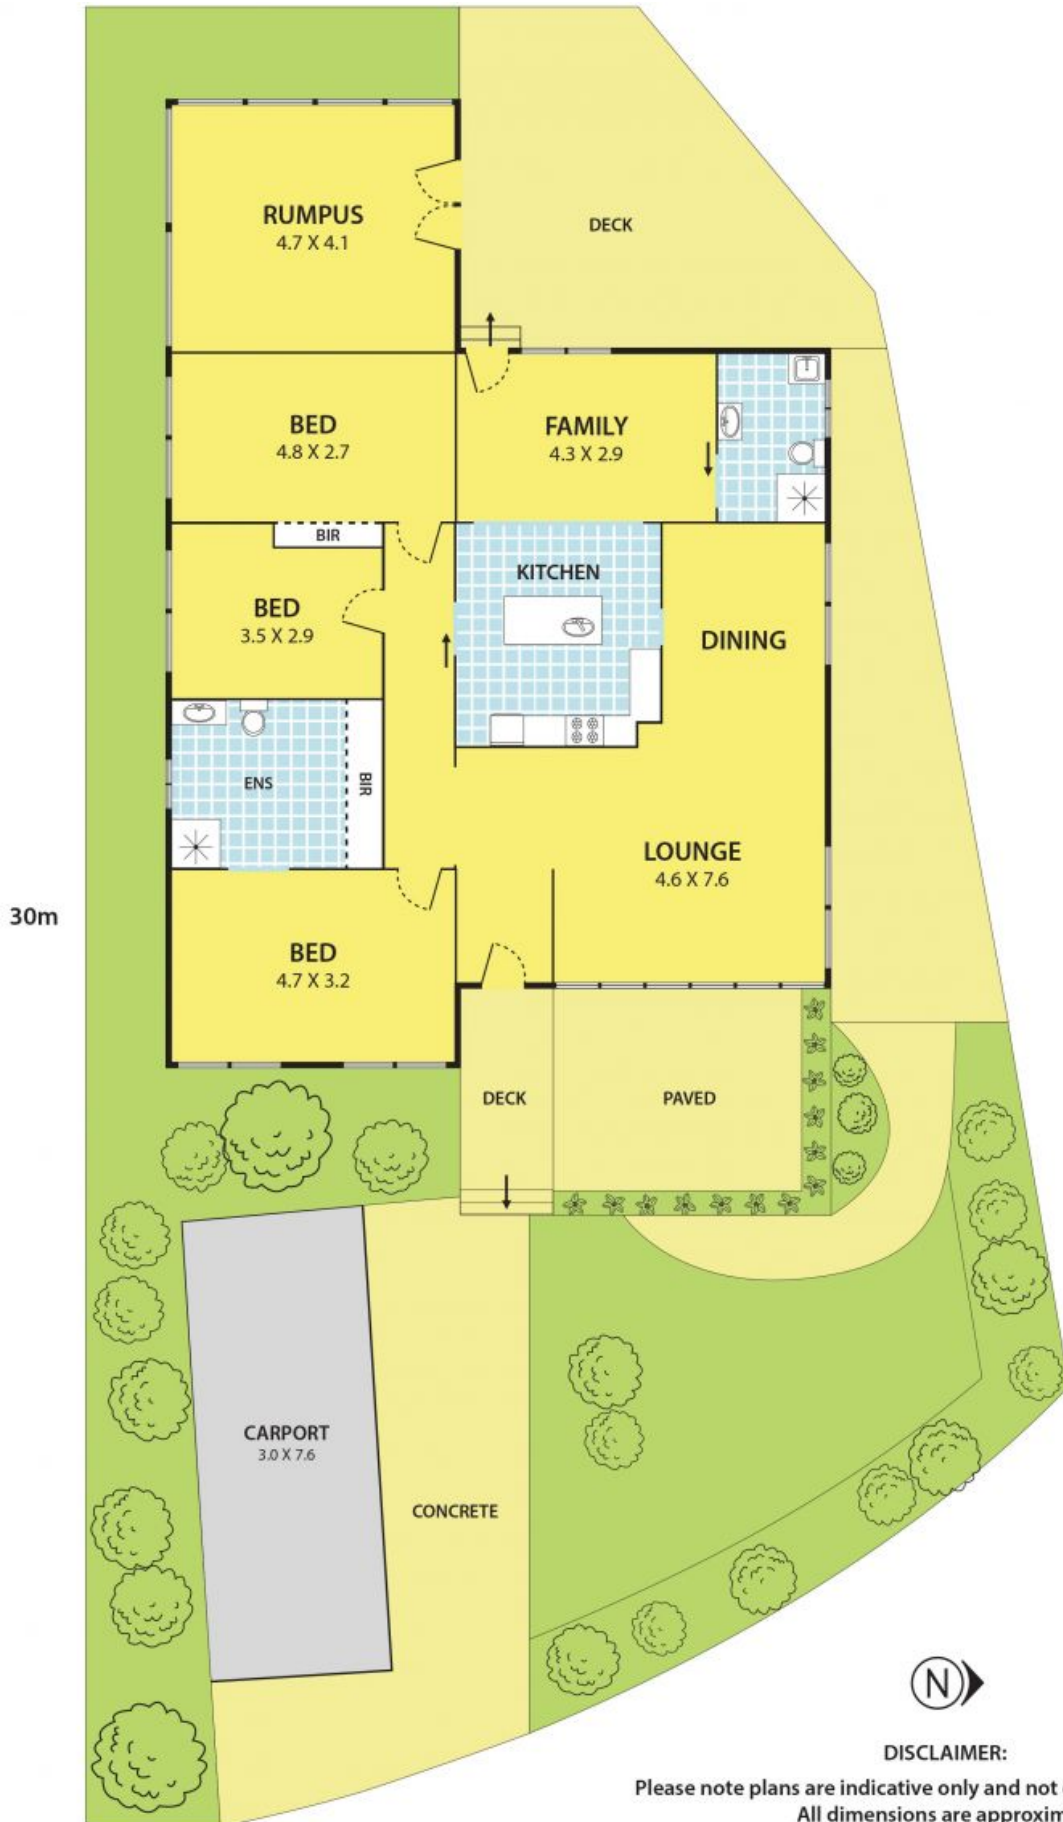 RUMPUS
4.7 X 4.1
DECK
BED
4.8 X 2.7
FAMILY
4.3 X 2.9
BIR
KITCHEN
BED
3.5 X 2.9
DINING
ENS
BIR
LOUNGE
4.6 X 7.6
30m
BED
4.7 X 3.2
DECK
PAVED
CARPORT
3.0 X 7.6
CONCRETE
N
DISCLAIMER:
Please note plans are indicative only and not
All dimensions are approxim